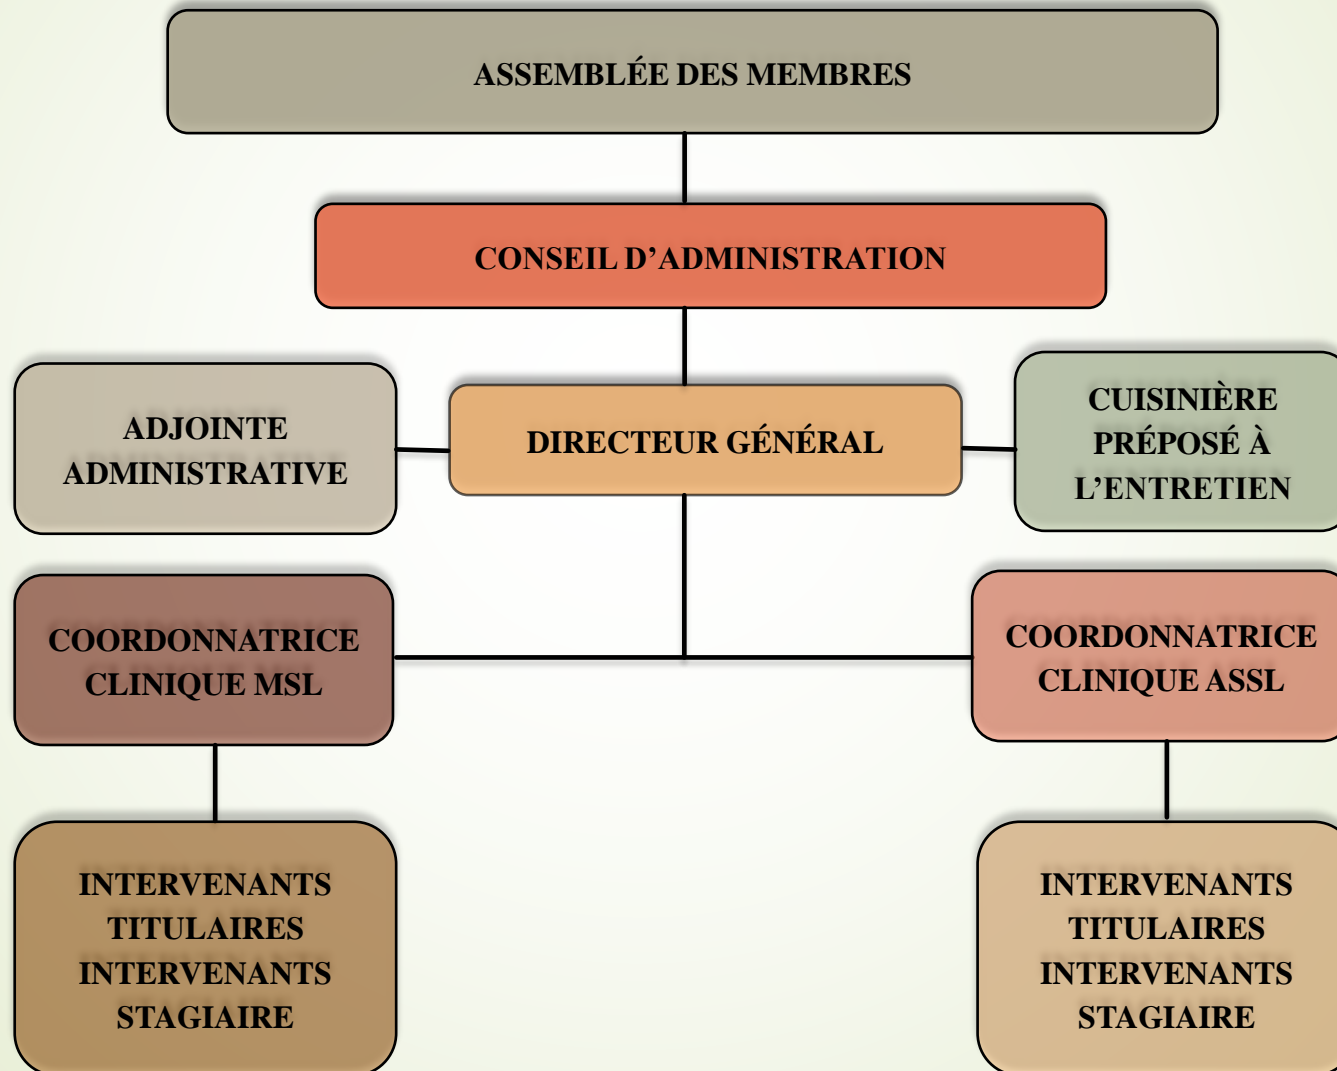 ASSEMBLÉE DES MEMBRES
CONSEIL D’ADMINISTRATION
ADJOINTE
ADMINISTRATIVE
DIRECTEUR GÉNÉRAL
CUISINIÈRE
PRÉPOSÉ À
L’ENTRETIEN
COORDONNATRICE
CLINIQUE MSL
COORDONNATRICE
CLINIQUE ASSL
INTERVENANTS
TITULAIRES
INTERVENANTS
STAGIAIRE
INTERVENANTS
TITULAIRES
INTERVENANTS
STAGIAIRE